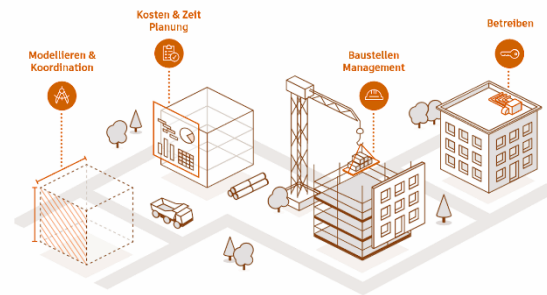 Modellieren &
Koordination
Kosten & Zeit
Planung
Baustellen
Management
Betreiben